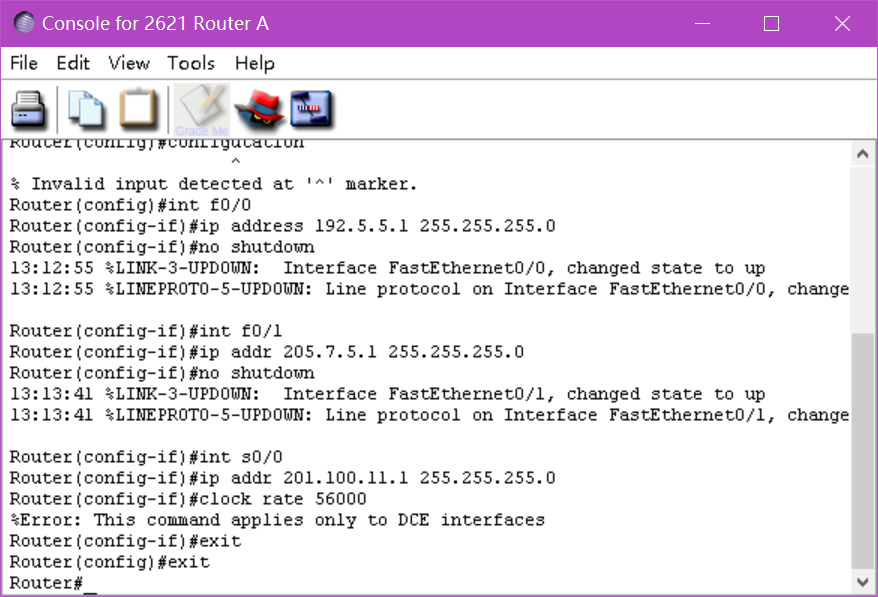 Console for 2621 Router A
File Edit View Tools Help
Grade Me
Router(config)#configutation
^
% Invalid input detected at '^' marker.
Router(config)#int f0/0
Router(config-if)#ip address 192.5.5.1 255.255.255.0
Router(config-if)#no shutdown
13:12:55 %LINK-3-UPDOWN:  Interface FastEthernet0/0, changed state to up
13:12:55 %LINEPROTO-5-UPDOWN: Line protocol on Interface FastEthernet0/0, change
Router(config-if)#int f0/1
Router(config-if)#ip addr 205.7.5.1 255.255.255.0
Router(config-if)#no shutdown
13:13:41 %LINK-3-UPDOWN:  Interface FastEthernet0/1, changed state to up
13:13:41 %LINEPROTO-5-UPDOWN: Line protocol on Interface FastEthernet0/1, change
Router(config-if)#int s0/0
Router(config-if)#ip addr 201.100.11.1 255.255.255.0
Router(config-if)#clock rate 56000
%Error: This command applies only to DCE interfaces
Router(config-if)#exit
Router(config)#exit
Router#_